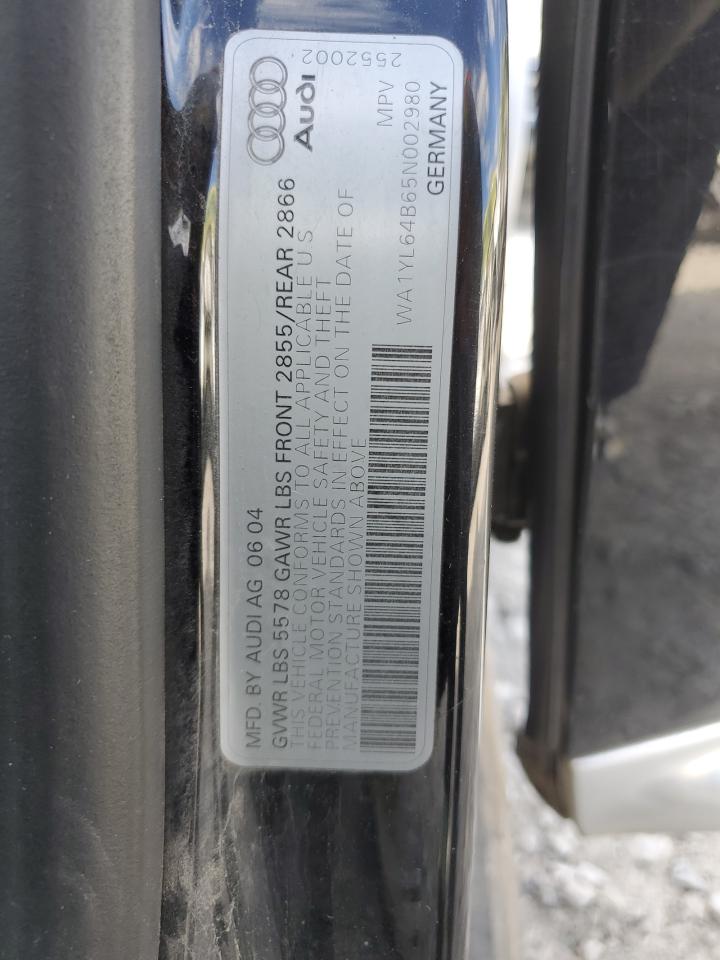 MFD. BY AUDI AG 06 04
GVWR LBS 5578 GAWR LBS FRONT 2855/REAR 2866
THIS VEHICLE CONFORMS TO ALL APPLICABLE U S
FEDERAL MOTOR VEHICLE SAFETY AND THEFT
PREVENTION STANDARDS IN EFFECT ON THE DATE OF
MANUFACTURE SHOWN ABOVE
Audi
2552002
MPV
WA1YL64B65N002980
GERMANY